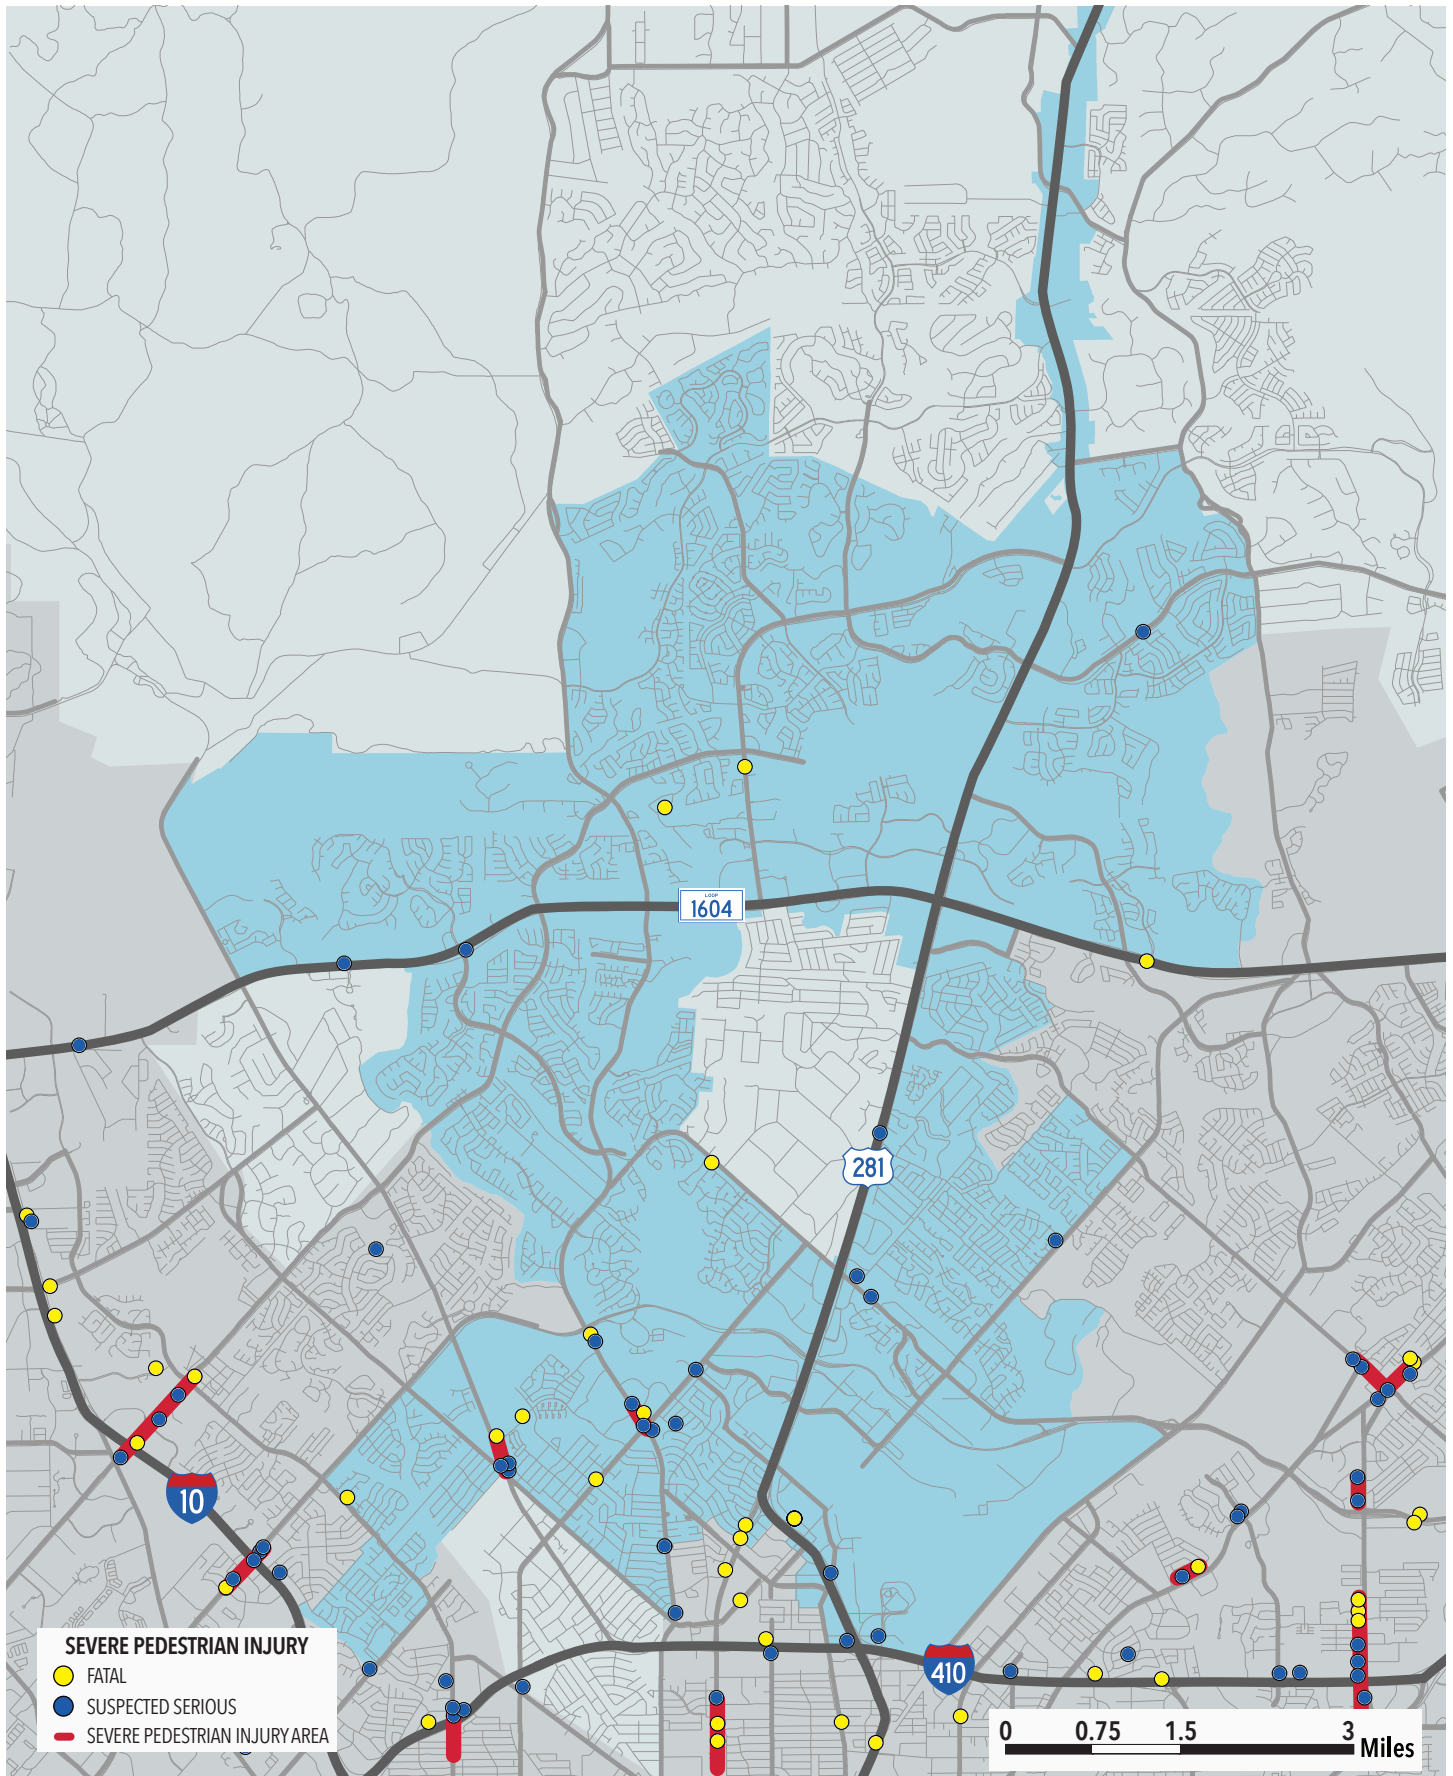 LOOP
1604
281
10
410
SEVERE PEDESTRIAN INJURY
FATAL
SUSPECTED SERIOUS
SEVERE PEDESTRIAN INJURY AREA
0 0.75 1.5 3
Miles